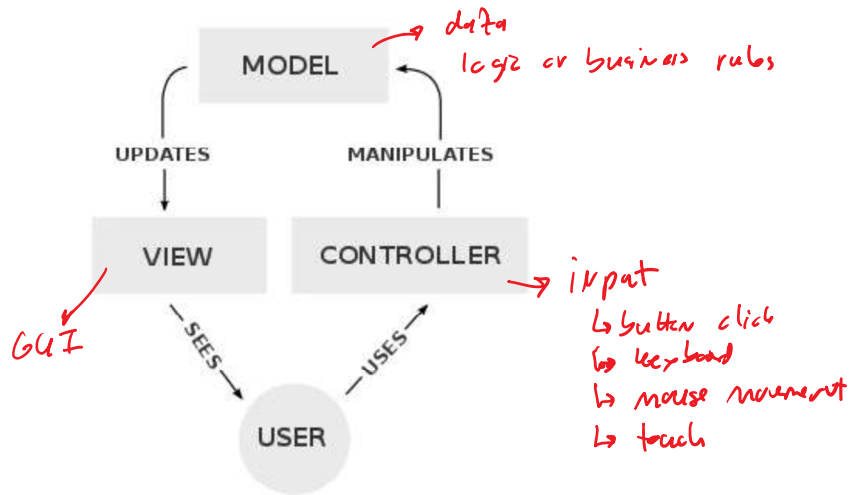 MODEL
data
logic or business rules
UPDATES
MANIPULATES
VIEW
CONTROLLER
GUI
input
↳ button click
↳ keyboard
↳ mouse movement
↳ touch
SEES
USES
USER